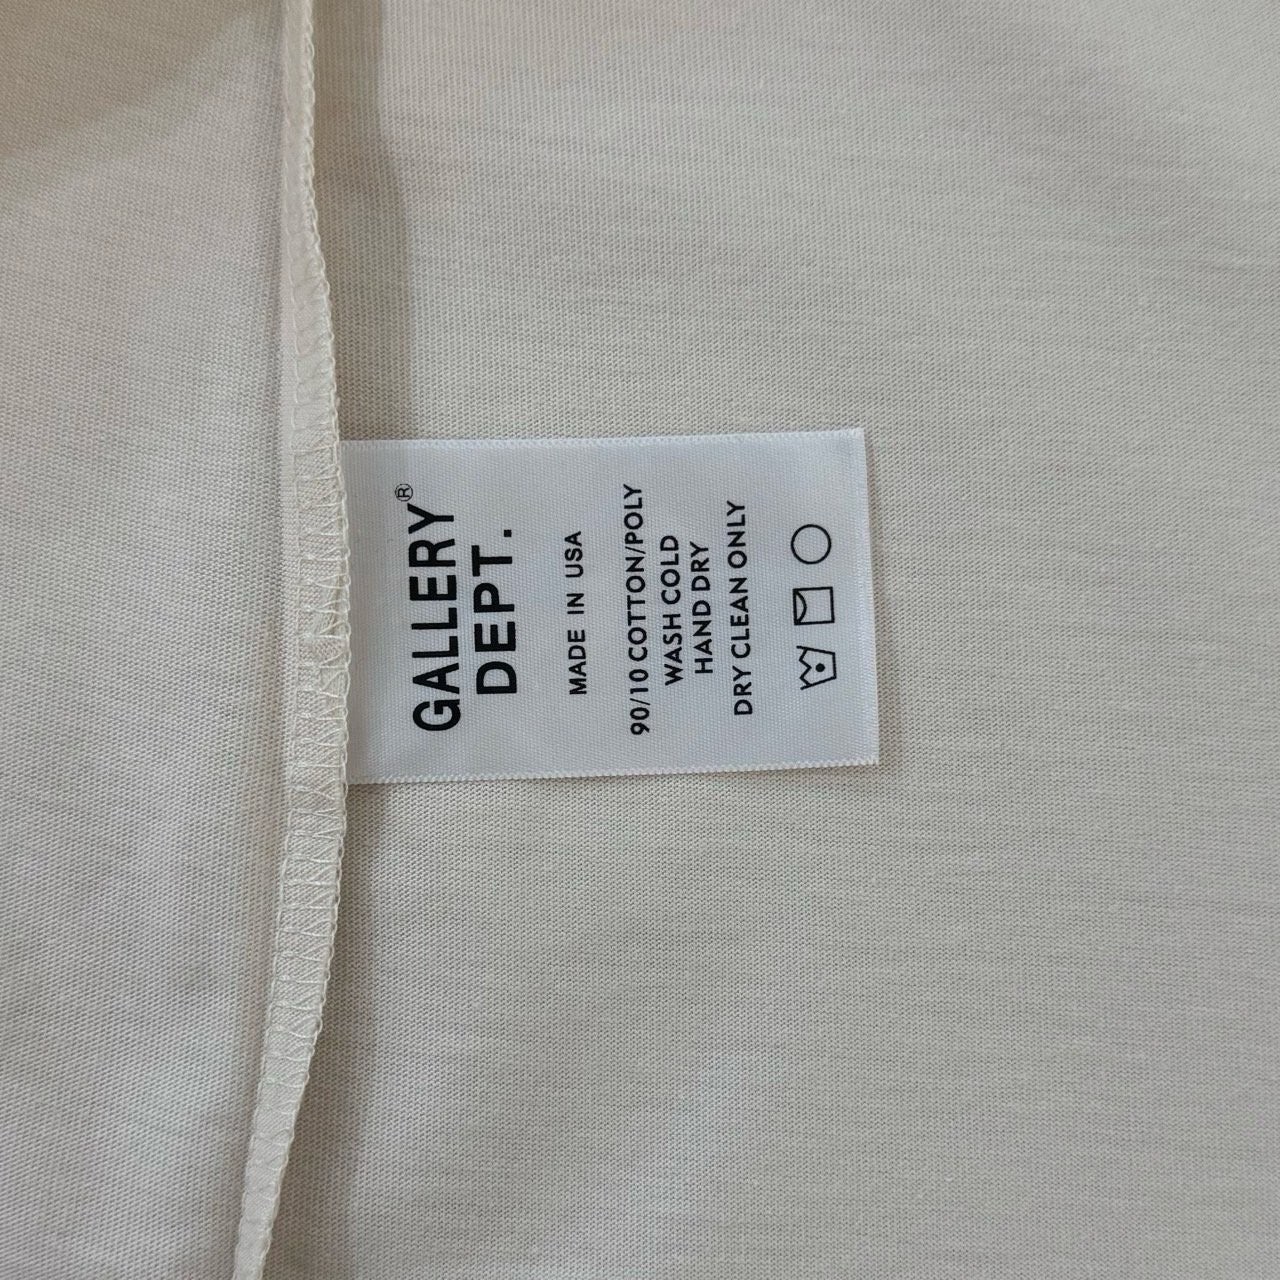 GALLERY®
DEPT.
MADE IN USA
90/10 COTTON/POLY
WASH COLD
HAND DRY
DRY CLEAN ONLY